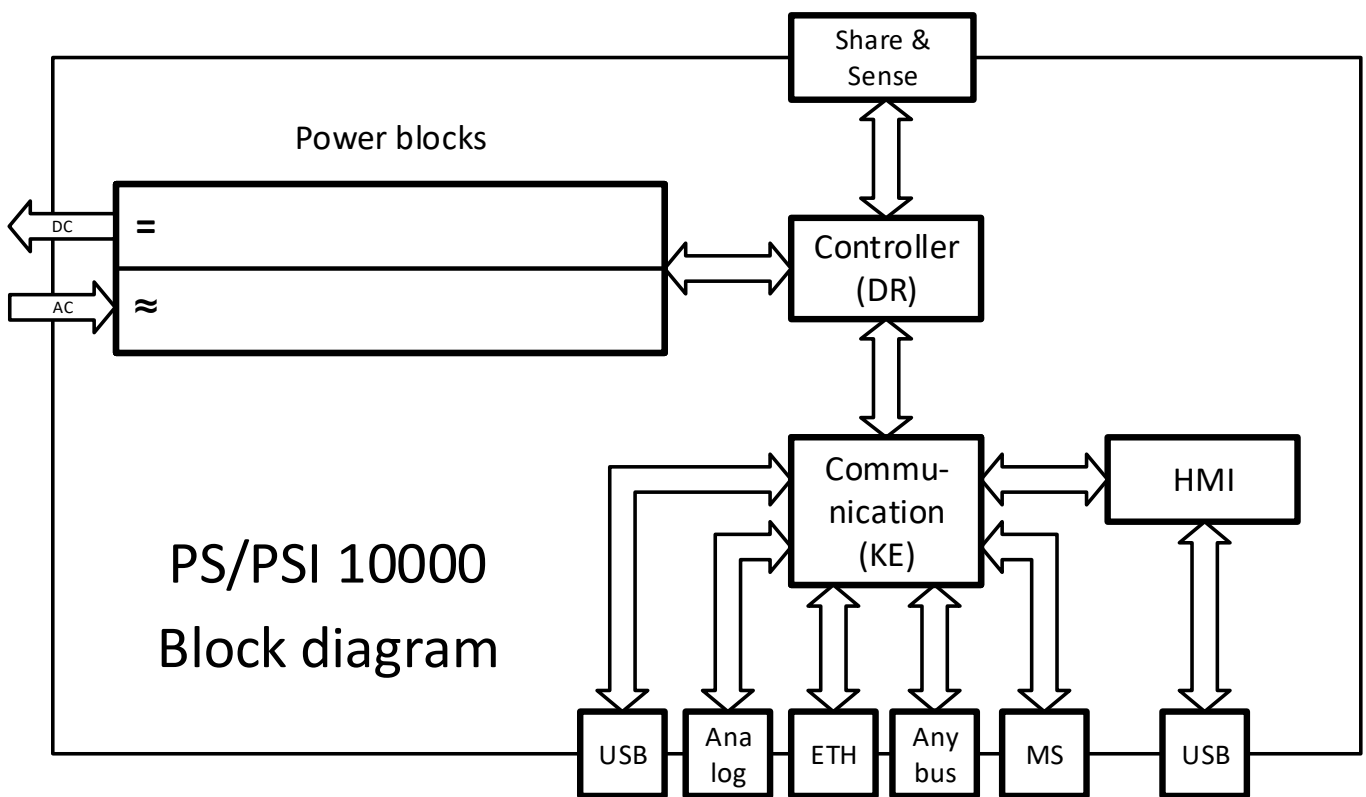 Share &
Sense
Power blocks
DC
=
Controller
(DR)
AC
≈
Commu-
nication
(KE)
HMI
PS/PSI 10000
Block diagram
USB
Ana
log
ETH
Any
bus
MS
USB